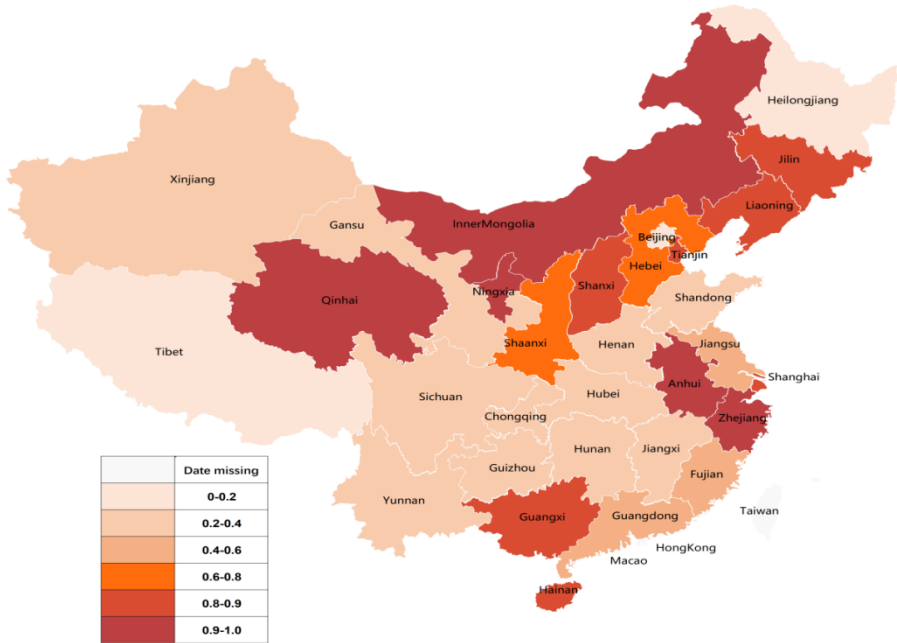 Heilongjiang
Jilin
Xinjiang
Liaoning
Gansu
InnerMongolia
Beijing
Tianjin
Hebei
Ningxia
Shanxi
Qinhai
Shandong
Shaanxi
Henan
Jiangsu
Tibet
Shanghai
Anhui
Sichuan
Hubei
Zhejiang
Chongqing
Hunan
Jiangxi
Guizhou
Fujian
Yunnan
Guangxi
Guangdong
Taiwan
HongKong
Macao
Hainan
Date missing
0-0.2
0.2-0.4
0.4-0.6
0.6-0.8
0.8-0.9
0.9-1.0